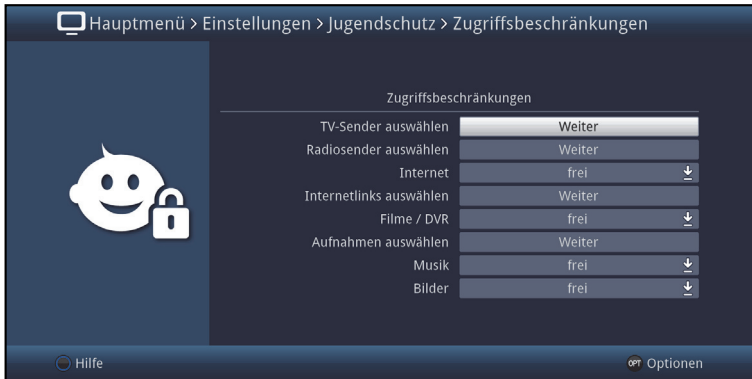 Hauptmenü > Einstellungen > Jugendschutz > Zugriffsbeschränkungen
Zugriffsbeschränkungen
TV-Sender auswählen Weiter
Radiosender auswählen Weiter
Internet frei
Internetlinks auswählen Weiter
Filme / DVR frei
Aufnahmen auswählen Weiter
Musik frei
Bilder frei
Hilfe OPT Optionen